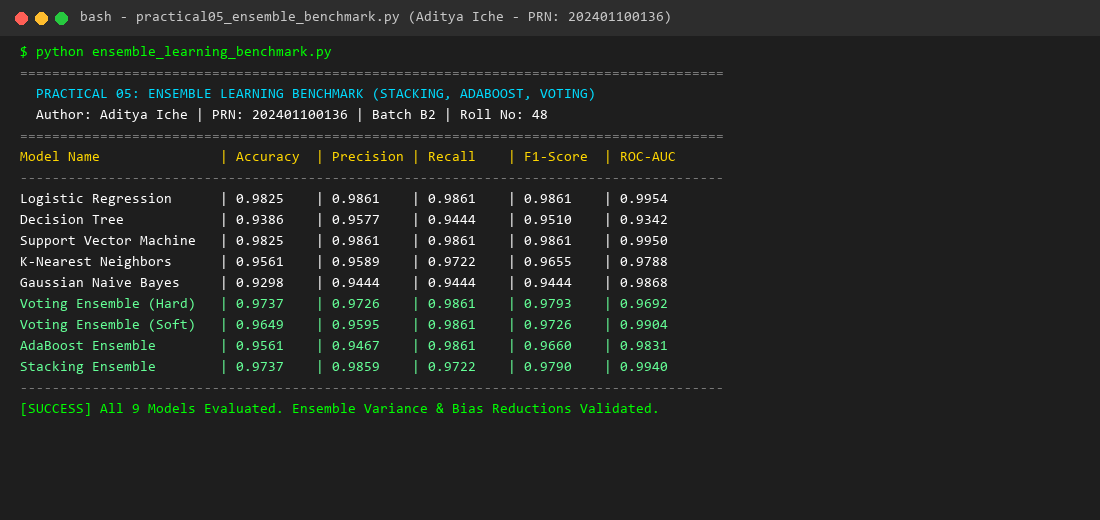 bash - practical05_ensemble_benchmark.py (Aditya Iche - PRN: 202401100136)
$ python ensemble_learning_benchmark.py
========================================================================================
PRACTICAL 05: ENSEMBLE LEARNING BENCHMARK (STACKING, ADABOOST, VOTING)
Author: Aditya Iche | PRN: 202401100136 | Batch B2 | Roll No: 48
========================================================================================
Model Name | Accuracy | Precision | Recall | F1-Score | ROC-AUC
----------------------------------------------------------------------------------------
Logistic Regression | 0.9825 | 0.9861 | 0.9861 | 0.9861 | 0.9954
Decision Tree | 0.9386 | 0.9577 | 0.9444 | 0.9510 | 0.9342
Support Vector Machine | 0.9825 | 0.9861 | 0.9861 | 0.9861 | 0.9950
K-Nearest Neighbors | 0.9561 | 0.9589 | 0.9722 | 0.9655 | 0.9788
Gaussian Naive Bayes | 0.9298 | 0.9444 | 0.9444 | 0.9444 | 0.9868
Voting Ensemble (Hard) | 0.9737 | 0.9726 | 0.9861 | 0.9793 | 0.9692
Voting Ensemble (Soft) | 0.9649 | 0.9595 | 0.9861 | 0.9726 | 0.9904
AdaBoost Ensemble | 0.9561 | 0.9467 | 0.9861 | 0.9660 | 0.9831
Stacking Ensemble | 0.9737 | 0.9859 | 0.9722 | 0.9790 | 0.9940
----------------------------------------------------------------------------------------
[SUCCESS] All 9 Models Evaluated. Ensemble Variance & Bias Reductions Validated.